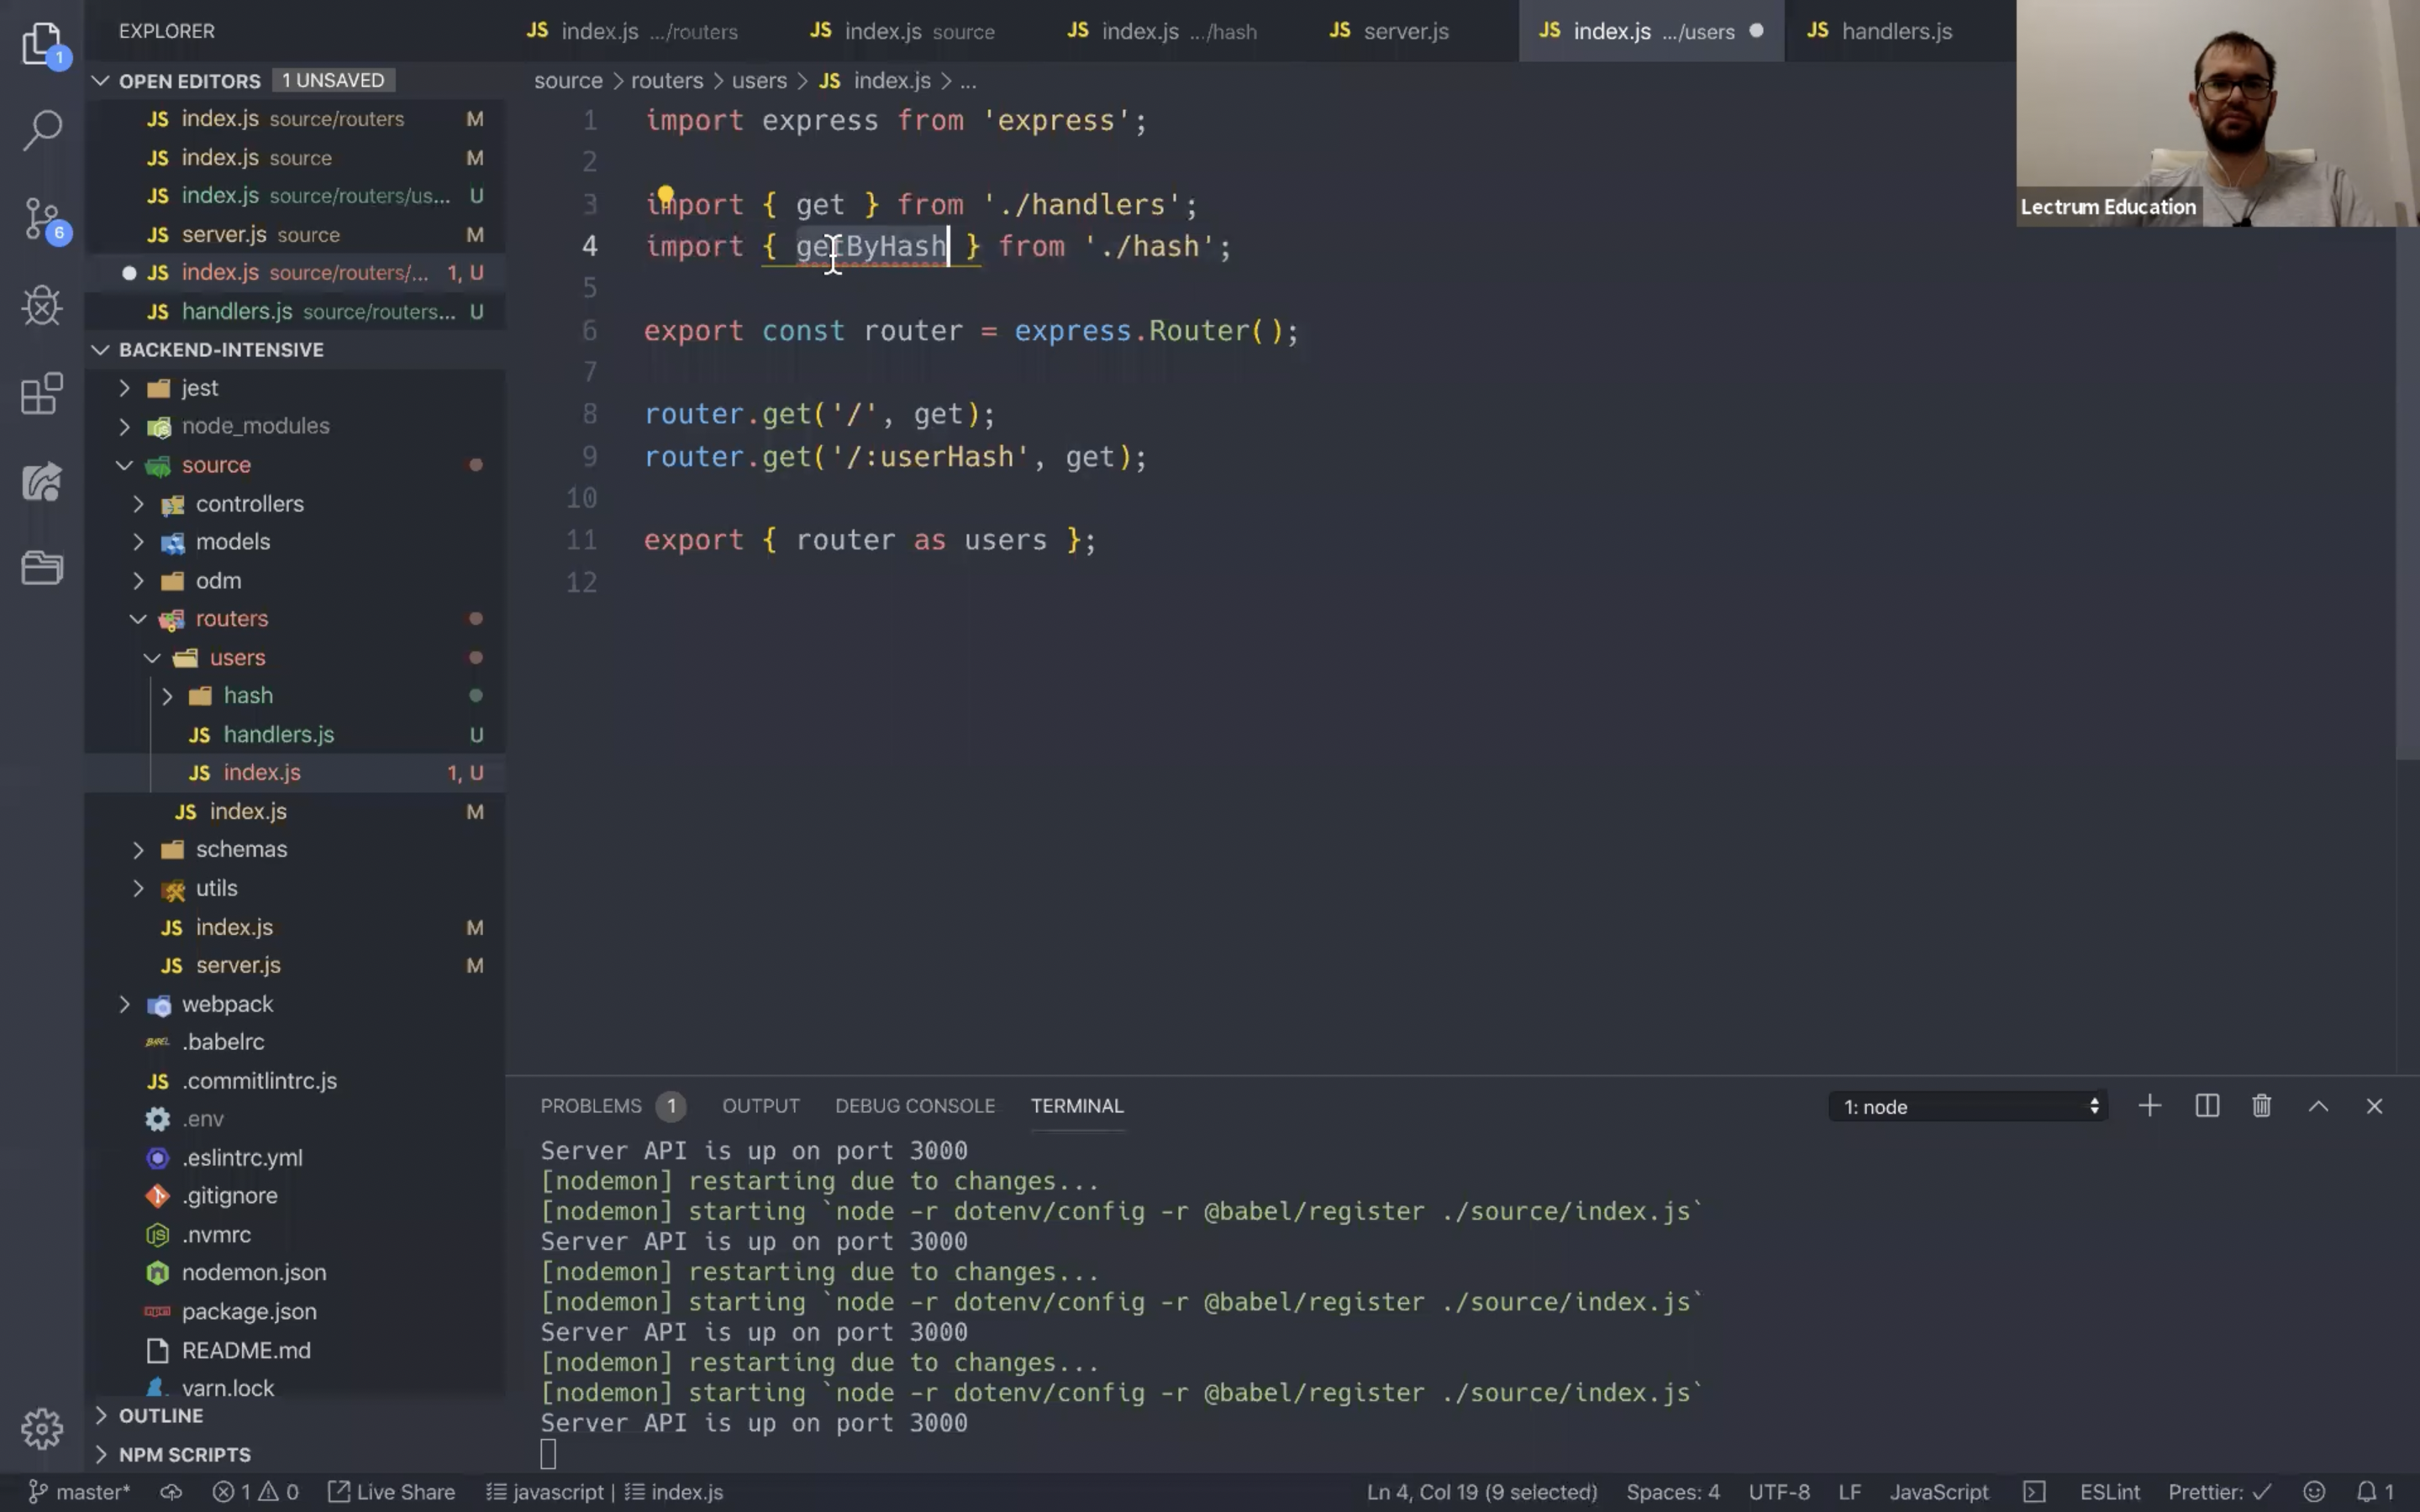 EXPLORER
OPEN EDITORS 1 UNSAVED
JS index.js source/routers M
JS index.js source M
JS index.js source/routers/us... U
JS server.js source M
JS index.js source/routers/... 1, U
JS handlers.js source/routers... U
BACKEND-INTENSIVE
jest
node_modules
source
controllers
models
odm
routers
users
hash
JS handlers.js U
JS index.js 1, U
JS index.js M
schemas
utils
JS index.js M
JS server.js M
webpack
BABEL .babelrc
JS .commitlintrc.js
.env
.eslintrc.yml
.gitignore
.nvmrc
nodemon.json
package.json
README.md
yarn.lock
OUTLINE
NPM SCRIPTS
1
6
JS index.js .../routers JS index.js source JS index.js .../hash JS server.js JS index.js .../users JS handlers.js
source > routers > users > JS index.js > ...
1 import express from 'express';
2
3 import { get } from './handlers';
4 import { getByHash } from './hash';
5
6 export const router = express.Router();
7
8 router.get('/', get);
9 router.get('/:userHash', get);
10
11 export { router as users };
12
Lectrum Education
PROBLEMS 1 OUTPUT DEBUG CONSOLE TERMINAL 1: node
Server API is up on port 3000
[nodemon] restarting due to changes...
[nodemon] starting `node -r dotenv/config -r @babel/register ./source/index.js`
Server API is up on port 3000
[nodemon] restarting due to changes...
[nodemon] starting `node -r dotenv/config -r @babel/register ./source/index.js`
Server API is up on port 3000
[nodemon] restarting due to changes...
[nodemon] starting `node -r dotenv/config -r @babel/register ./source/index.js`
Server API is up on port 3000
master* 1 0 Live Share javascript | index.js Ln 4, Col 19 (9 selected) Spaces: 4 UTF-8 LF JavaScript ESLint Prettier: ✓ 1